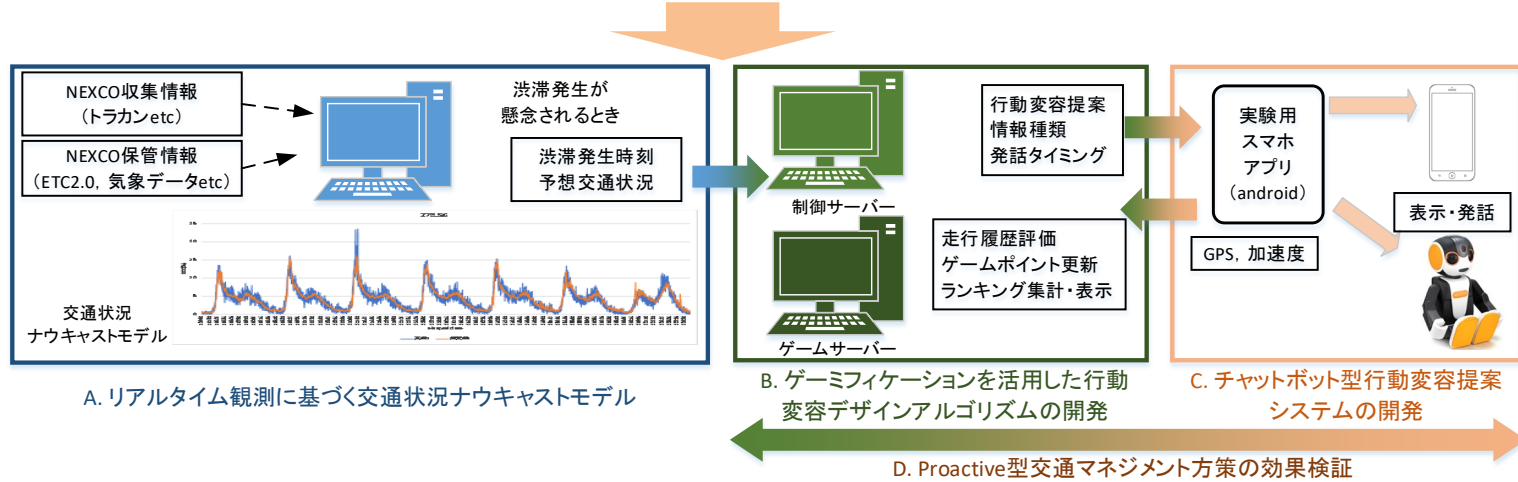 NEXCO収集情報
（トラカンetc）
NEXCO保管情報
（ETC2.0，気象データetc）
渋滞発生が
懸念されるとき
渋滞発生時刻
予想交通状況
交通状況
ナウキャストモデル
A. リアルタイム観測に基づく交通状況ナウキャストモデル
制御サーバー
ゲームサーバー
行動変容提案
情報種類
発話タイミング
走行履歴評価
ゲームポイント更新
ランキング集計・表示
B. ゲーミフィケーションを活用した行動
変容デザインアルゴリズムの開発
実験用
スマホ
アプリ
（android）
GPS，加速度
表示・発話
C. チャットボット型行動変容提案
システムの開発
D. Proactive型交通マネジメント方策の効果検証